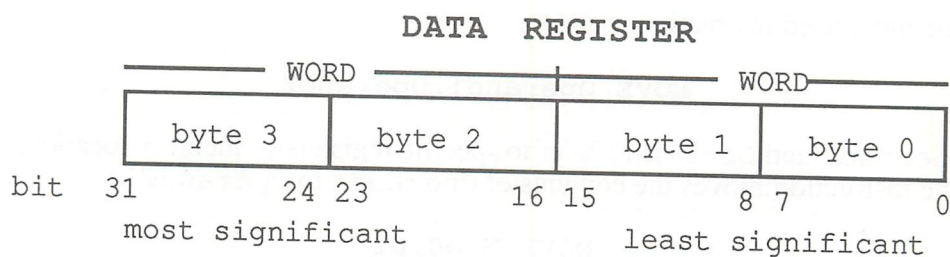 DATA REGISTER
WORD WORD
byte 3 byte 2 byte 1 byte 0
bit 31 24 23 16 15 8 7 0
most significant least significant